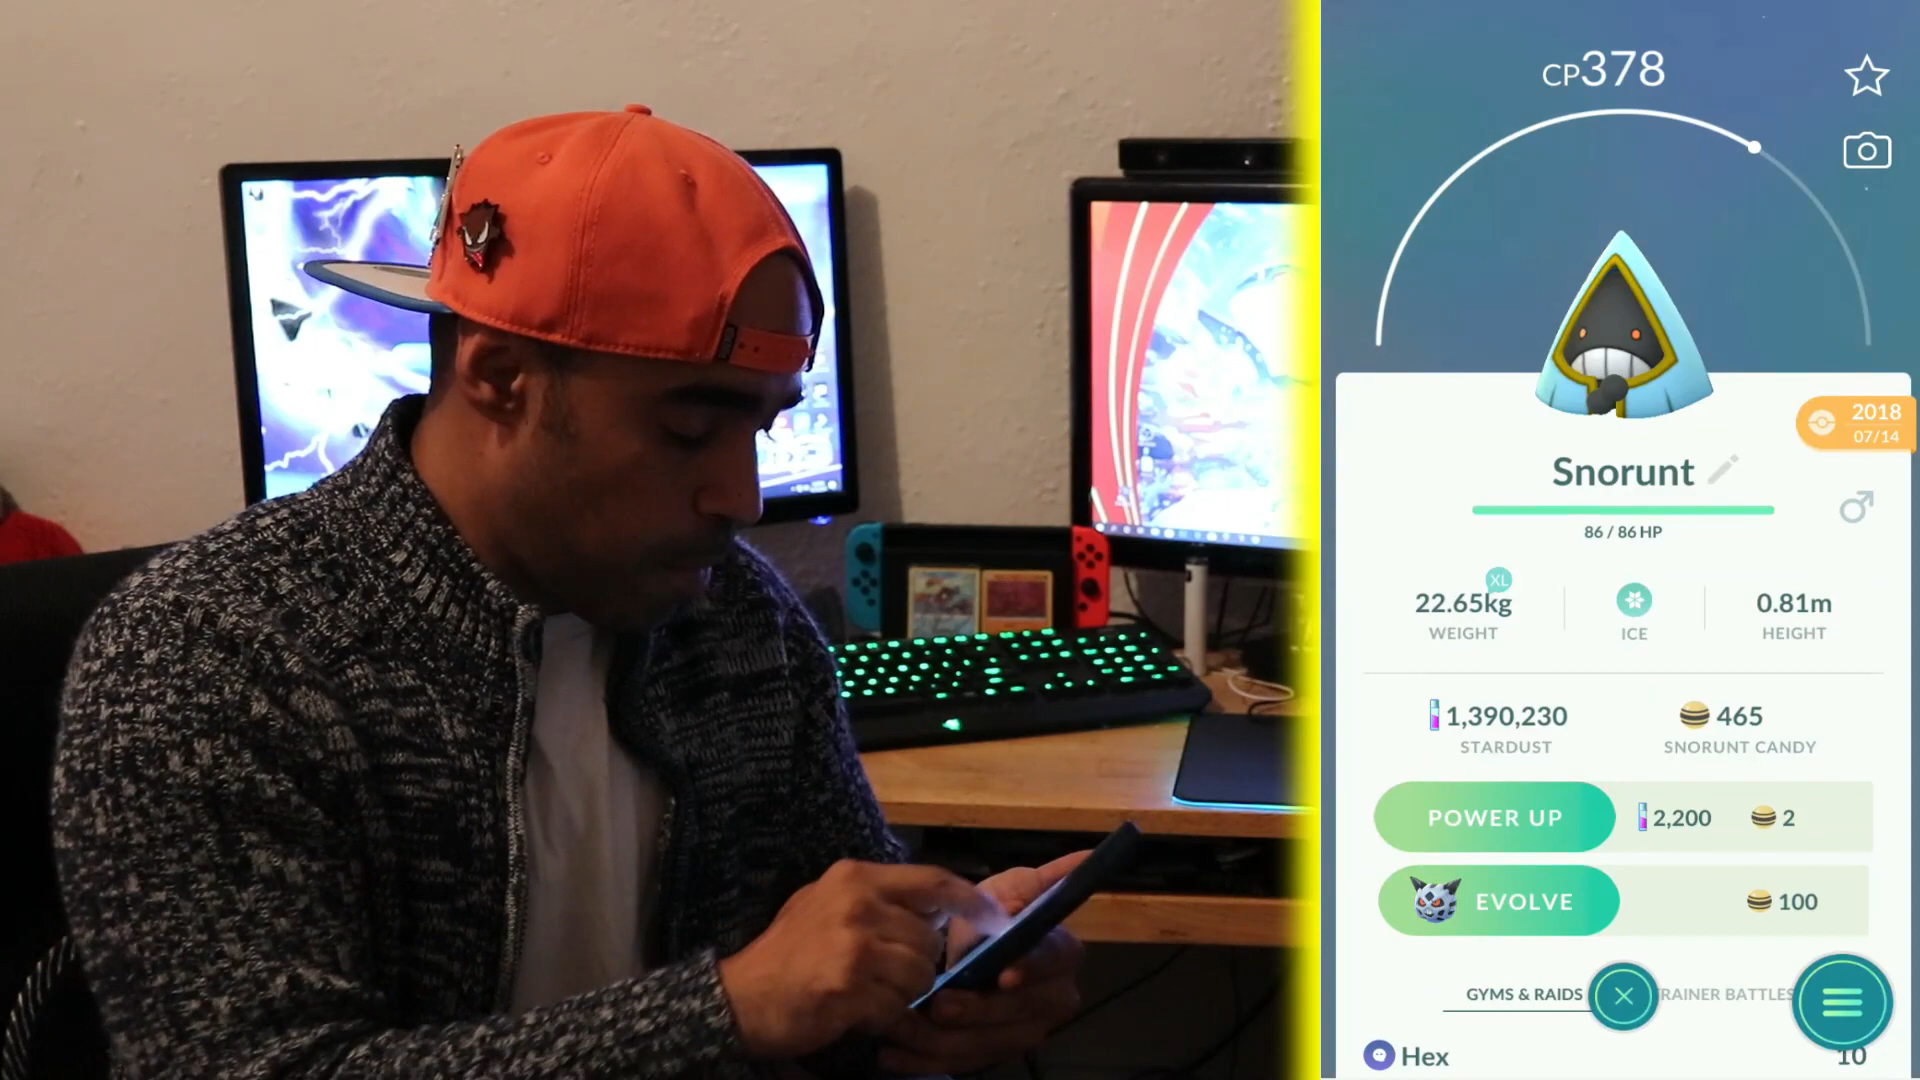 CP378
2018
07/14
Snorunt
86 / 86 HP
XL
22.65kg
WEIGHT
ICE
0.81m
HEIGHT
1,390,230
STARDUST
465
SNORUNT CANDY
POWER UP
2,200
2
EVOLVE
100
GYMS & RAIDS
RAINER BATTLES
Hex
10